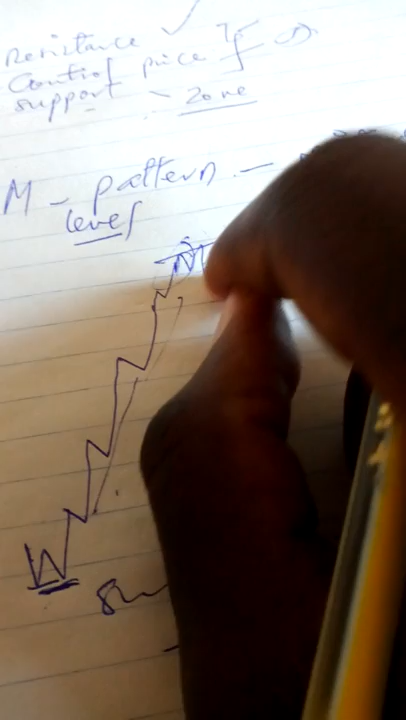 Resistance
Control price
support - Zone
M - pattern -
level
W